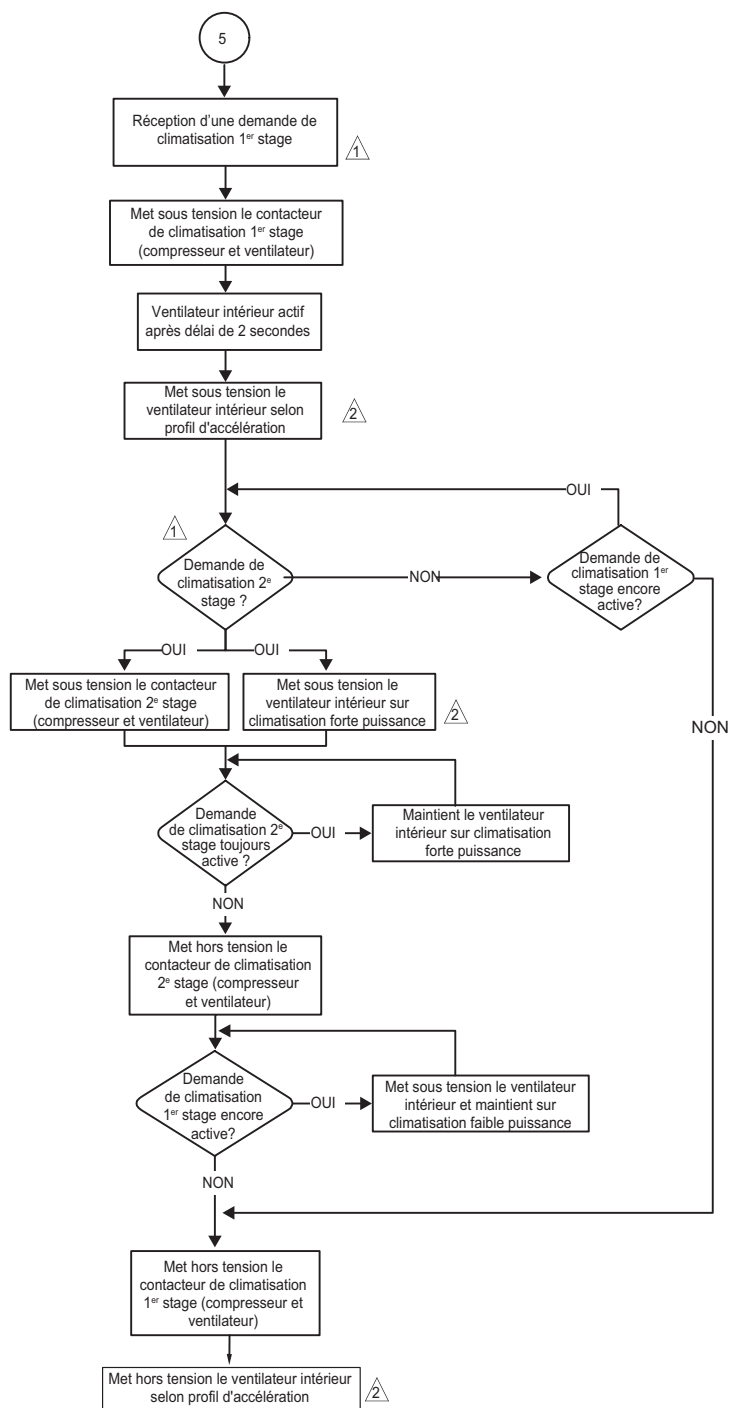 5
Réception d’une demande de
climatisation 1er stage
1
Met sous tension le contacteur
de climatisation 1er stage
(compresseur et ventilateur)
Ventilateur intérieur actif
après délai de 2 secondes
Met sous tension le
ventilateur intérieur selon
profil d'accélération
2
OUI
1
Demande de
climatisation 2e
stage ?
NON
Demande de
climatisation 1er
stage encore
active?
OUI
OUI
Met sous tension le contacteur
de climatisation 2e stage
(compresseur et ventilateur)
Met sous tension le
ventilateur intérieur sur
climatisation forte puissance
2
NON
Demande
de climatisation 2e
stage toujours
active ?
OUI
Maintient le ventilateur
intérieur sur climatisation
forte puissance
NON
Met hors tension le
contacteur de climatisation
2e stage (compresseur
et ventilateur)
Demande
de climatisation
1er stage encore
active?
OUI
Met sous tension le ventilateur
intérieur et maintient sur
climatisation faible puissance
NON
Met hors tension le
contacteur de climatisation
1er stage (compresseur et
ventilateur)
Met hors tension le ventilateur intérieur
selon profil d'accélération
2